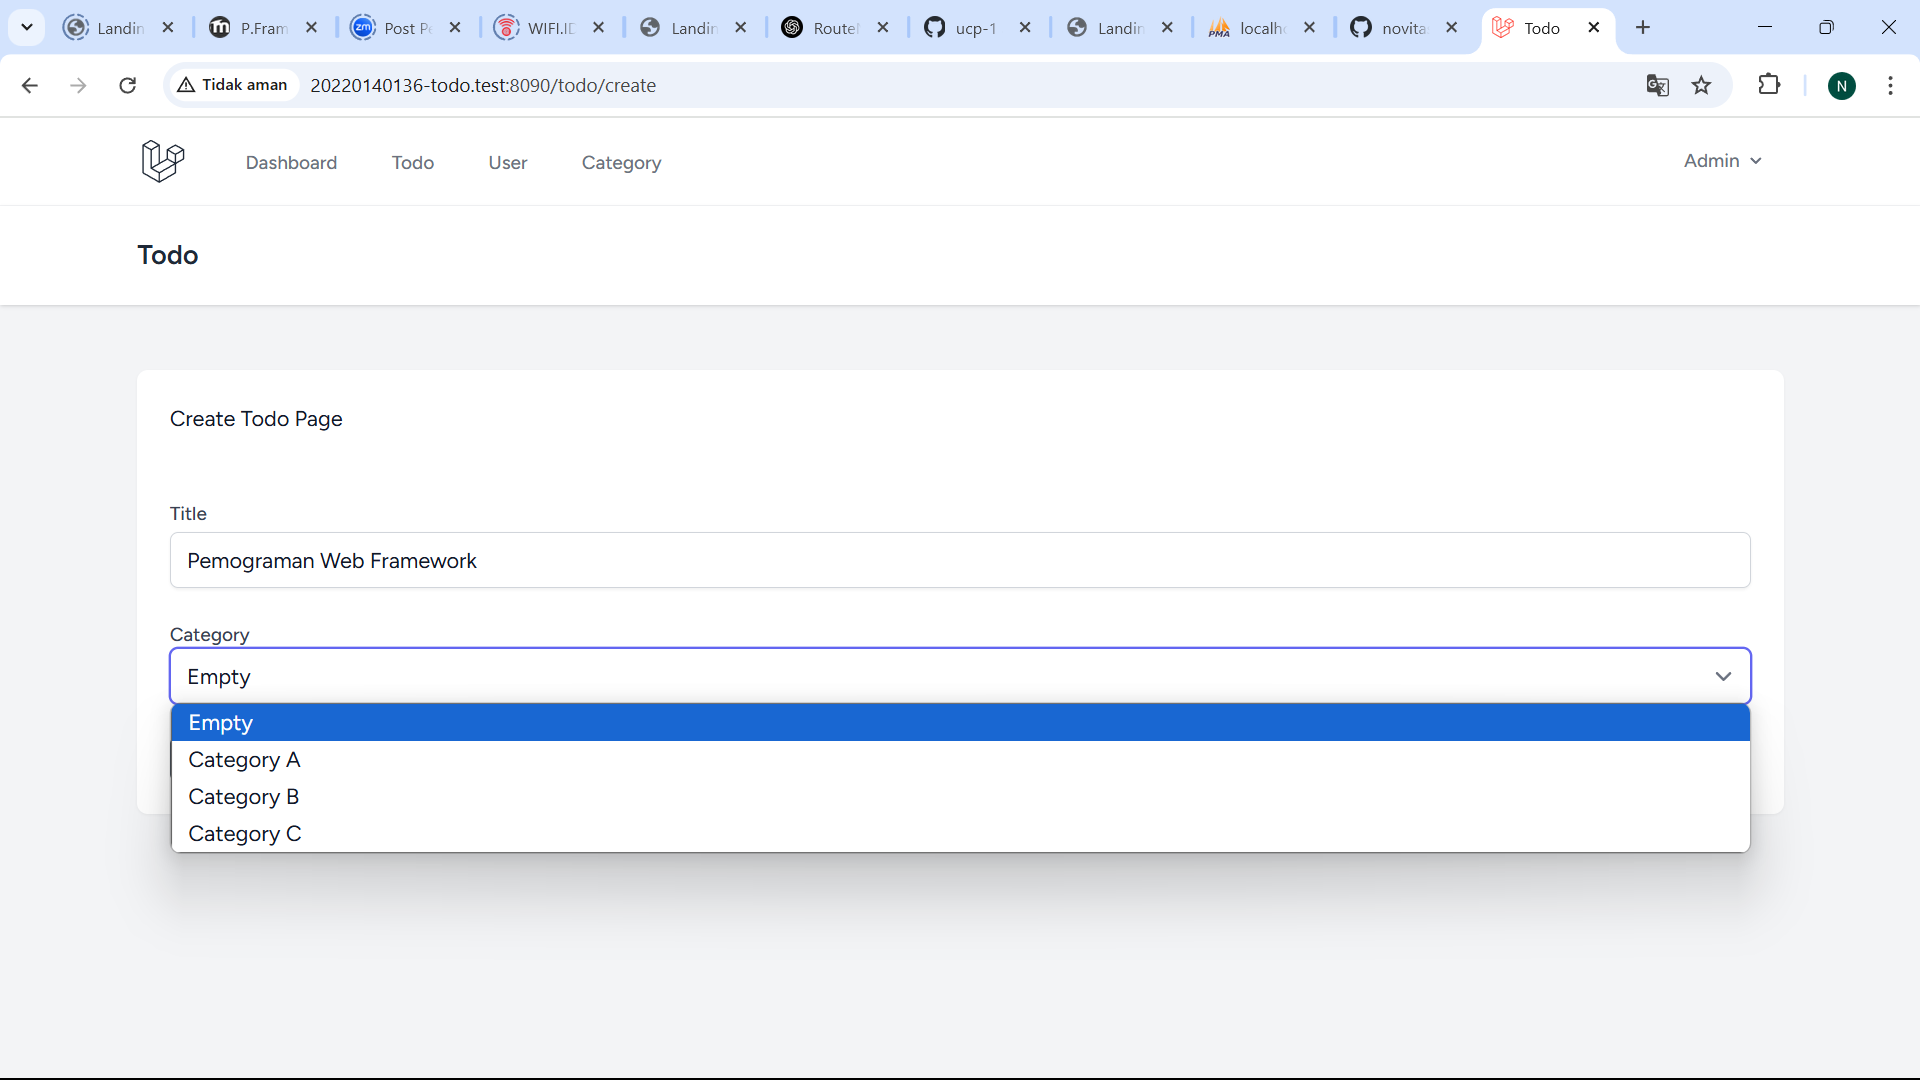 Landin
P.Fram
Post P
WIFI.ID
Landin
Route
ucp-1
Landin
localh
novita
Todo
Tidak aman
20220140136-todo.test:8090/todo/create
N
Dashboard
Todo
User
Category
Admin
Todo
Create Todo Page
Title
Pemograman Web Framework
Category
Empty
Empty
Category A
Category B
Category C